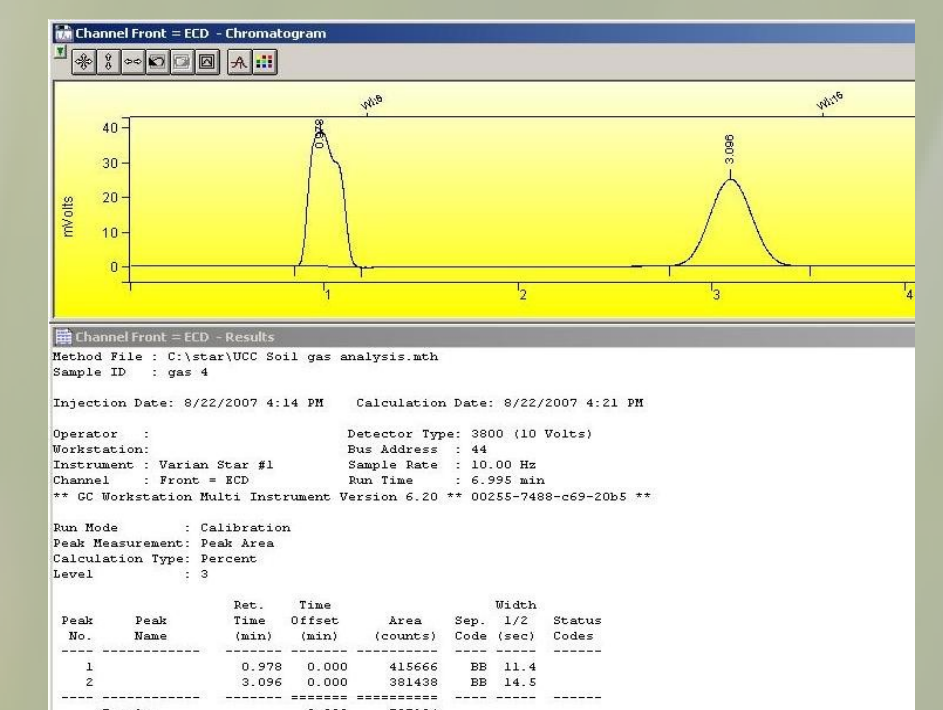 Channel Front = ECD - Chromatogram
WI:8
WI:16
40
30
20
10
0
mVolts
0.978
3.096
1
2
3
4
Channel Front = ECD - Results
Method File : C:\star\UCC Soil gas analysis.mth
Sample ID : gas 4
Injection Date: 8/22/2007 4:14 PM Calculation Date: 8/22/2007 4:21 PM
Operator : Detector Type: 3800 (10 Volts)
Workstation: Bus Address : 44
Instrument : Varian Star #1 Sample Rate : 10.00 Hz
Channel : Front = ECD Run Time : 6.995 min
** GC Workstation Multi Instrument Version 6.20 ** 00255-7488-c69-20b5 **
Run Mode : Calibration
Peak Measurement: Peak Area
Calculation Type: Percent
Level : 3
Ret. Time Width
Peak Peak Time Offset Area Sep. 1/2 Status
No. Name (min) (min) (counts) Code (sec) Codes
1 0.978 0.000 415666 BB 11.4
2 3.096 0.000 381438 BB 14.5